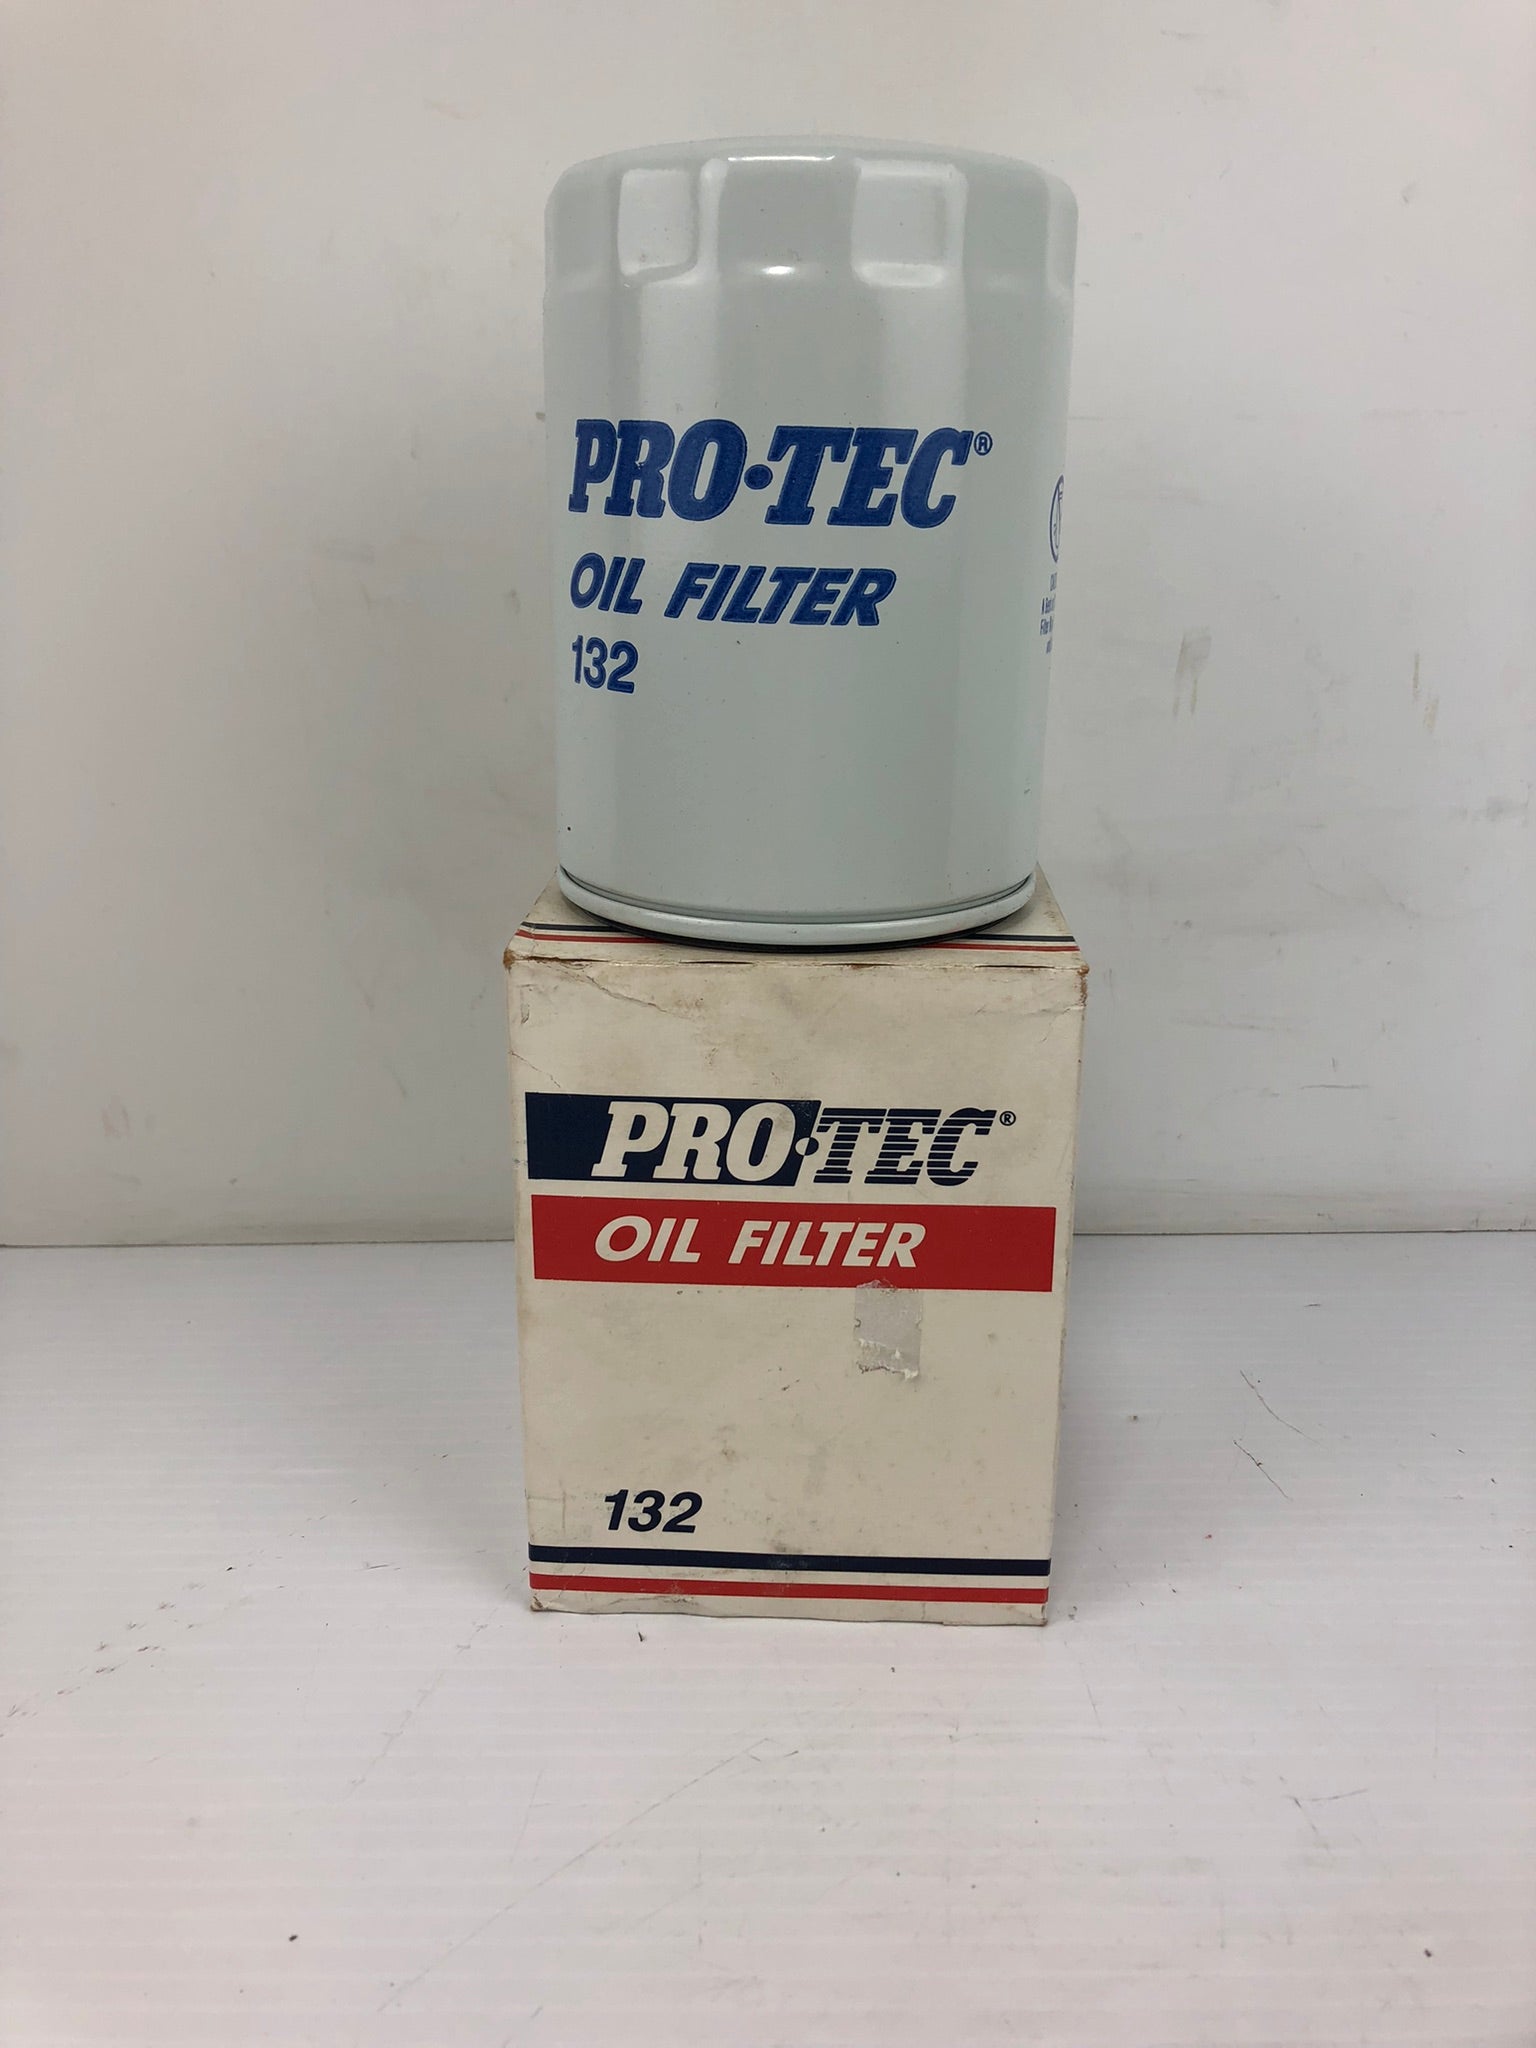 PRO·TEC®
OIL FILTER
132
PRO·TEC®
OIL FILTER
132